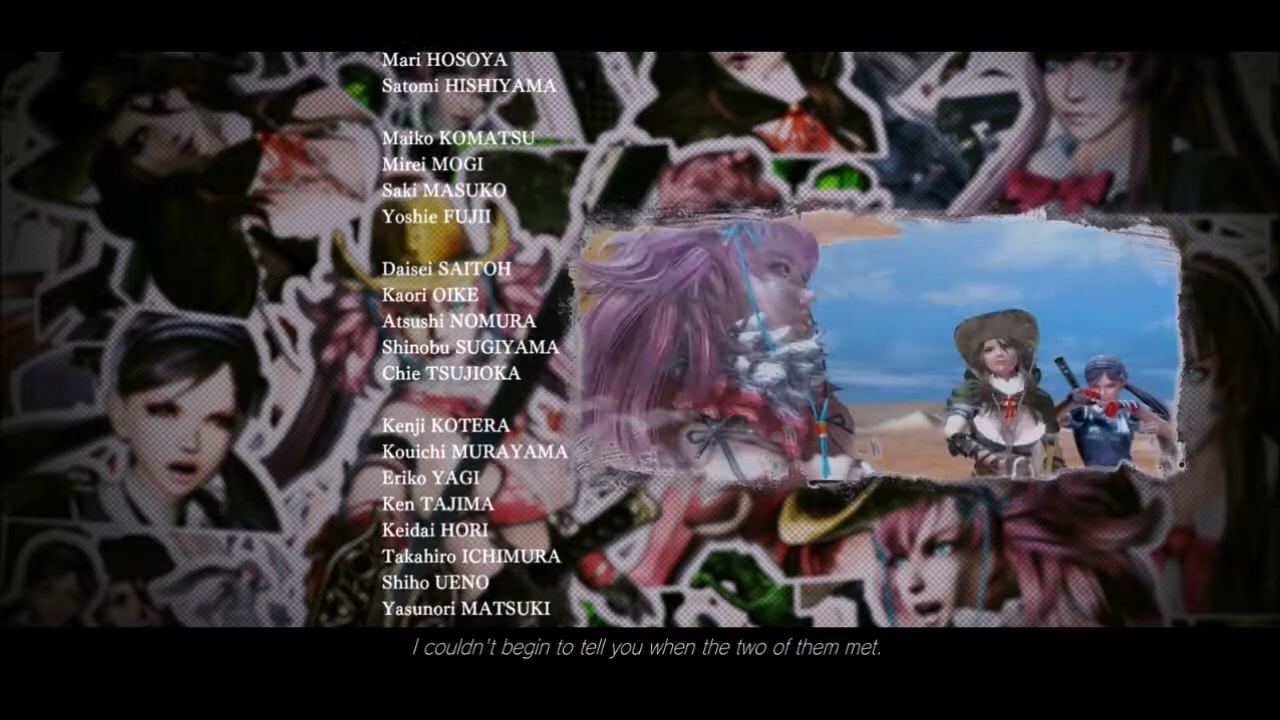 Mari HOSOYA
Satomi HISHIYAMA
Maiko KOMATSU
Mirei MOGI
Saki MASUKO
Yoshie FUJII
Daisei SAITOH
Kaori OIKE
Atsushi NOMURA
Shinobu SUGIYAMA
Chie TSUJIOKA
Kenji KOTERA
Kouichi MURAYAMA
Eriko YAGI
Ken TAJIMA
Keidai HORI
Takahiro ICHIMURA
Shiho UENO
Yasunori MATSUKI
I couldn't begin to tell you when the two of them met.